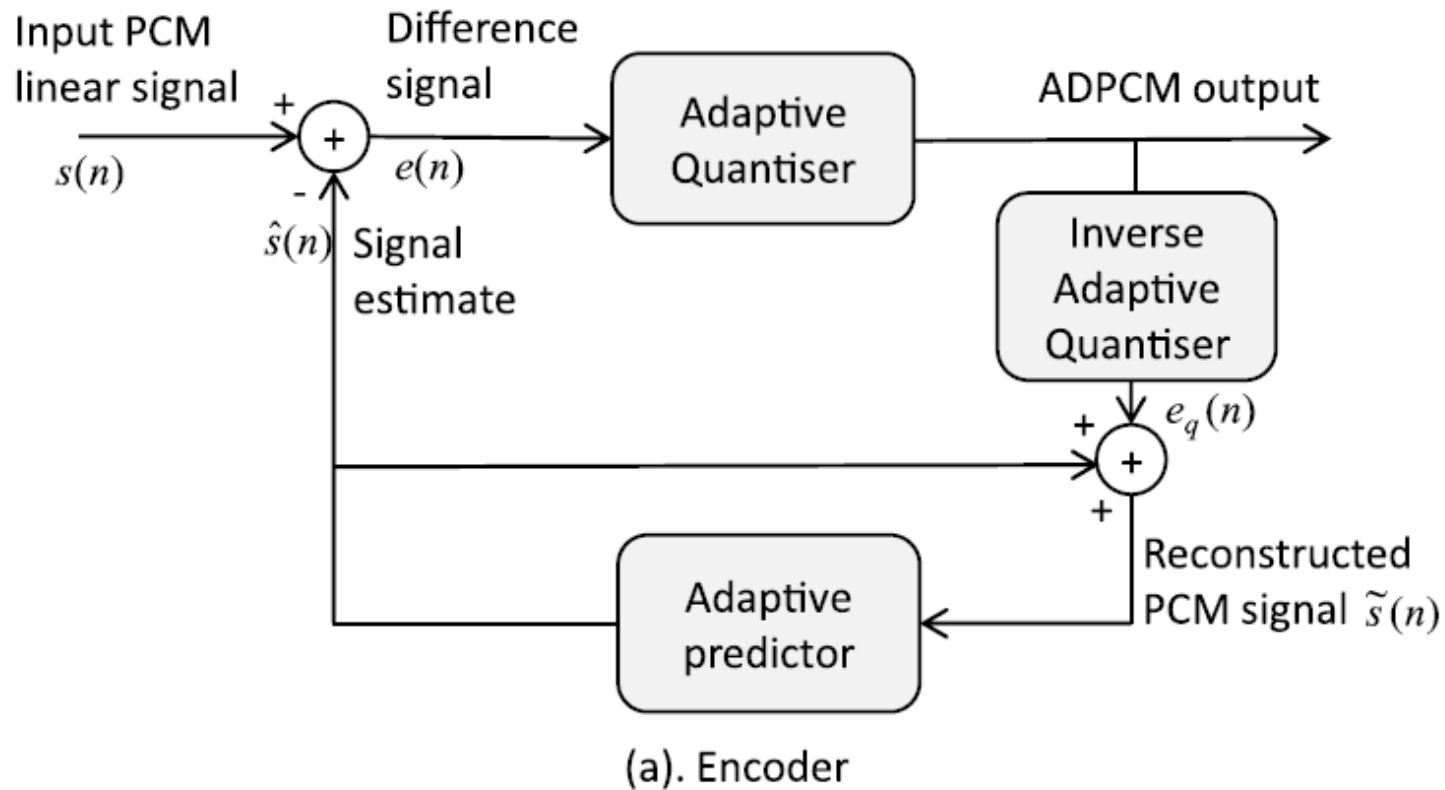 Input PCM
linear signal
Difference
signal
+
+
s(n)
e(n)
-
ŝ(n)
Signal
estimate
Adaptive
Quantiser
ADPCM output
Inverse
Adaptive
Quantiser
e_q(n)
+
+
+
Reconstructed
PCM signal s̃(n)
Adaptive
predictor
(a). Encoder